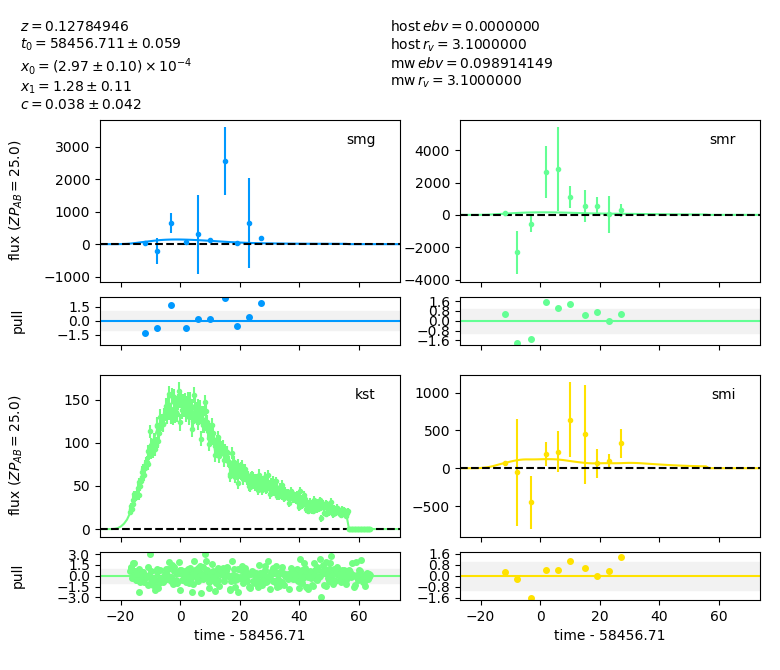 z = 0.12784946
t₀ = 58456.711 ± 0.059
x₀ = (2.97 ± 0.10) × 10⁻⁴
x₁ = 1.28 ± 0.11
c = 0.038 ± 0.042
host ebv = 0.0000000
host r_v = 3.1000000
mw ebv = 0.098914149
mw r_v = 3.1000000
flux (ZP_AB = 25.0)
3000
2000
1000
0
−1000
smg
4000
2000
0
−2000
−4000
smr
pull
1.5
0.0
−1.5
1.6
0.8
0.0
−0.8
−1.6
flux (ZP_AB = 25.0)
150
100
50
0
kst
1000
500
0
−500
smi
pull
3.0
1.5
0.0
−1.5
−3.0
1.6
0.8
0.0
−0.8
−1.6
−20 0 20 40 60
time - 58456.71
−20 0 20 40 60
time - 58456.71